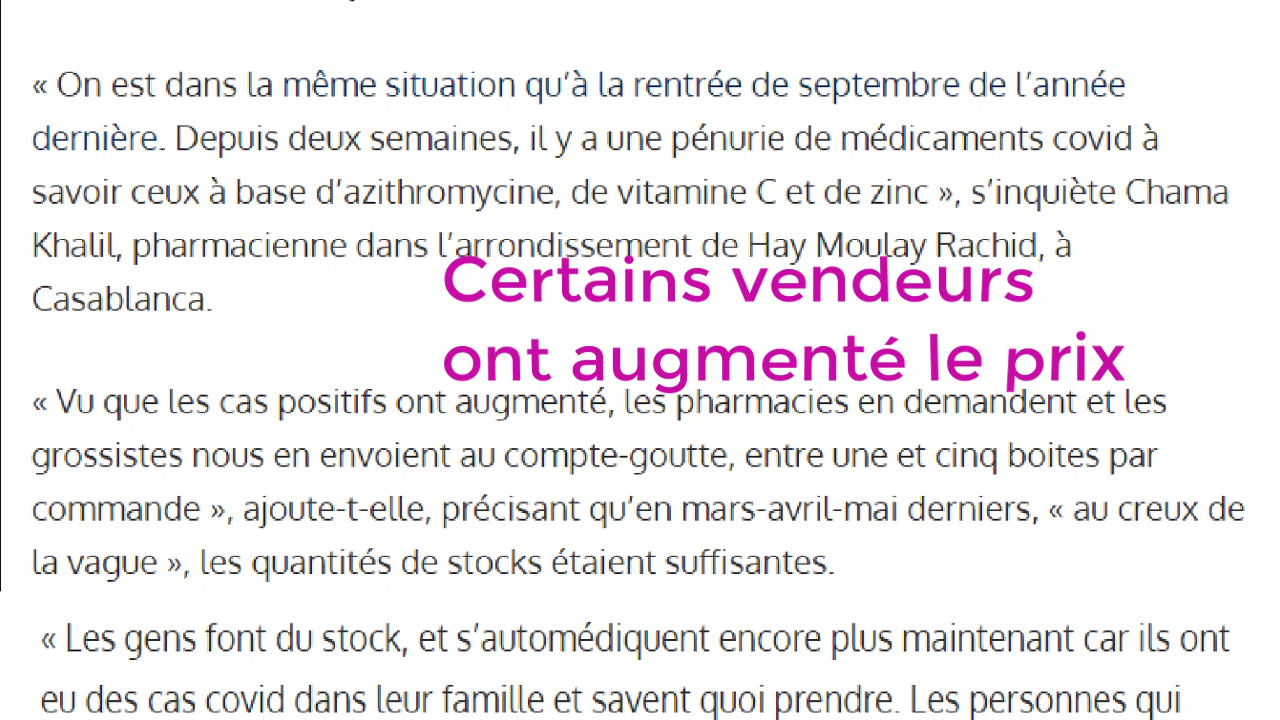 « On est dans la même situation qu’à la rentrée de septembre de l’année
dernière. Depuis deux semaines, il y a une pénurie de médicaments covid à
savoir ceux à base d’azithromycine, de vitamine C et de zinc », s’inquiète Chama
Khalil, pharmacienne dans l’arrondissement de Hay Moulay Rachid, à
Casablanca.
Certains vendeurs
ont augmenté le prix
« Vu que les cas positifs ont augmenté, les pharmacies en demandent et les
grossistes nous en envoient au compte-goutte, entre une et cinq boites par
commande », ajoute-t-elle, précisant qu’en mars-avril-mai derniers, « au creux de
la vague », les quantités de stocks étaient suffisantes.
« Les gens font du stock, et s’automédiquent encore plus maintenant car ils ont
eu des cas covid dans leur famille et savent quoi prendre. Les personnes qui